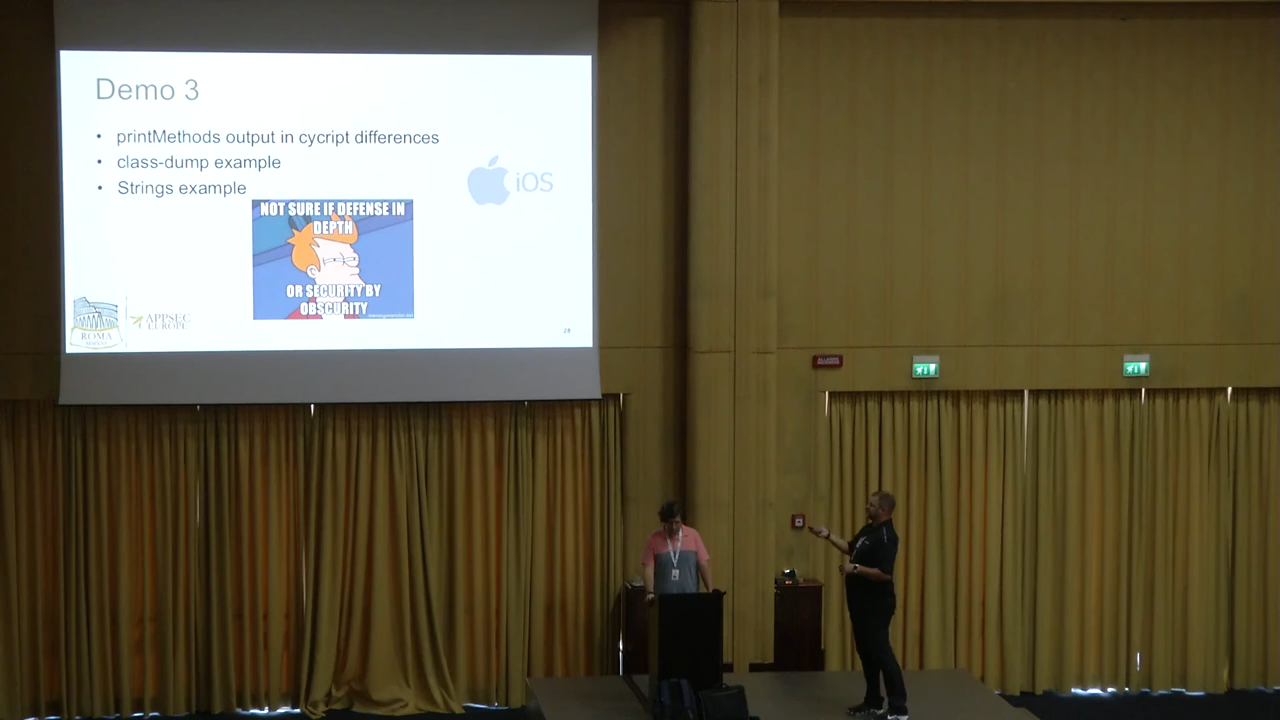 Demo 3
• printMethods output in cycript differences
• class-dump example
• Strings example
iOS
NOT SURE IF DEFENSE IN
DEPTH
OR SECURITY BY
OBSCURITY
ROMA
APPSEC
EUROPE
28